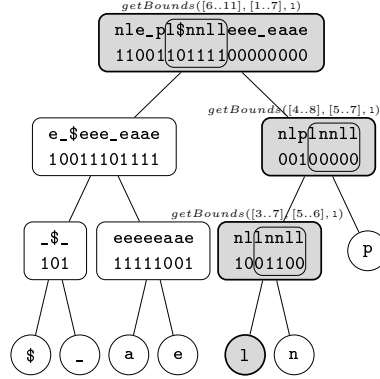 getBounds([6..11], [1..7], 1)
nle_pl$nnlleee_eaae
1100110111100000000
getBounds([4..8], [5..7], 1)
e_$eee_eaae
10011101111
nlplnnll
00100000
getBounds([3..7], [5..6], 1)
_$_
101
eeeeeaae
11111001
nllnnll
1001100
p
$
_
a
e
l
n